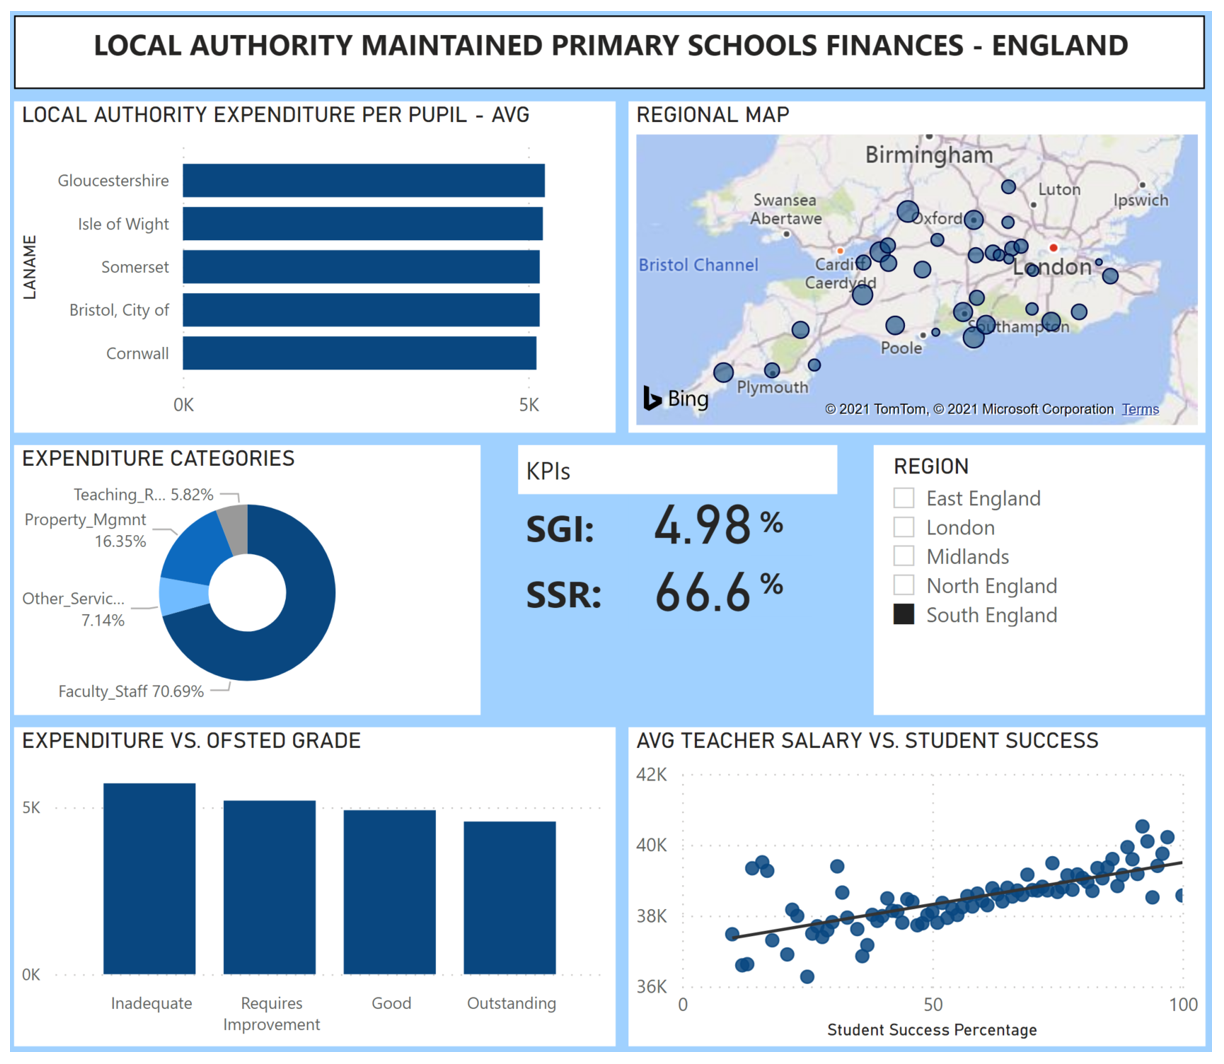 LOCAL AUTHORITY MAINTAINED PRIMARY SCHOOLS FINANCES - ENGLAND
LOCAL AUTHORITY EXPENDITURE PER PUPIL - AVG
LANAME
Gloucestershire
Isle of Wight
Somerset
Bristol, City of
Cornwall
0K
5K
REGIONAL MAP
Birmingham
Luton
Ipswich
Swansea
Abertawe
Oxford
Cardiff
Caerdydd
London
Bristol Channel
Southampton
Poole
Plymouth
Bing
© 2021 TomTom, © 2021 Microsoft Corporation Terms
EXPENDITURE CATEGORIES
Teaching_R... 5.82%
Property_Mgmnt
16.35%
Other_Servic...
7.14%
Faculty_Staff 70.69%
KPIs
SGI: 4.98 %
SSR: 66.6 %
REGION
East England
London
Midlands
North England
South England
EXPENDITURE VS. OFSTED GRADE
5K
0K
Inadequate
Requires
Improvement
Good
Outstanding
AVG TEACHER SALARY VS. STUDENT SUCCESS
42K
40K
38K
36K
0
50
100
Student Success Percentage